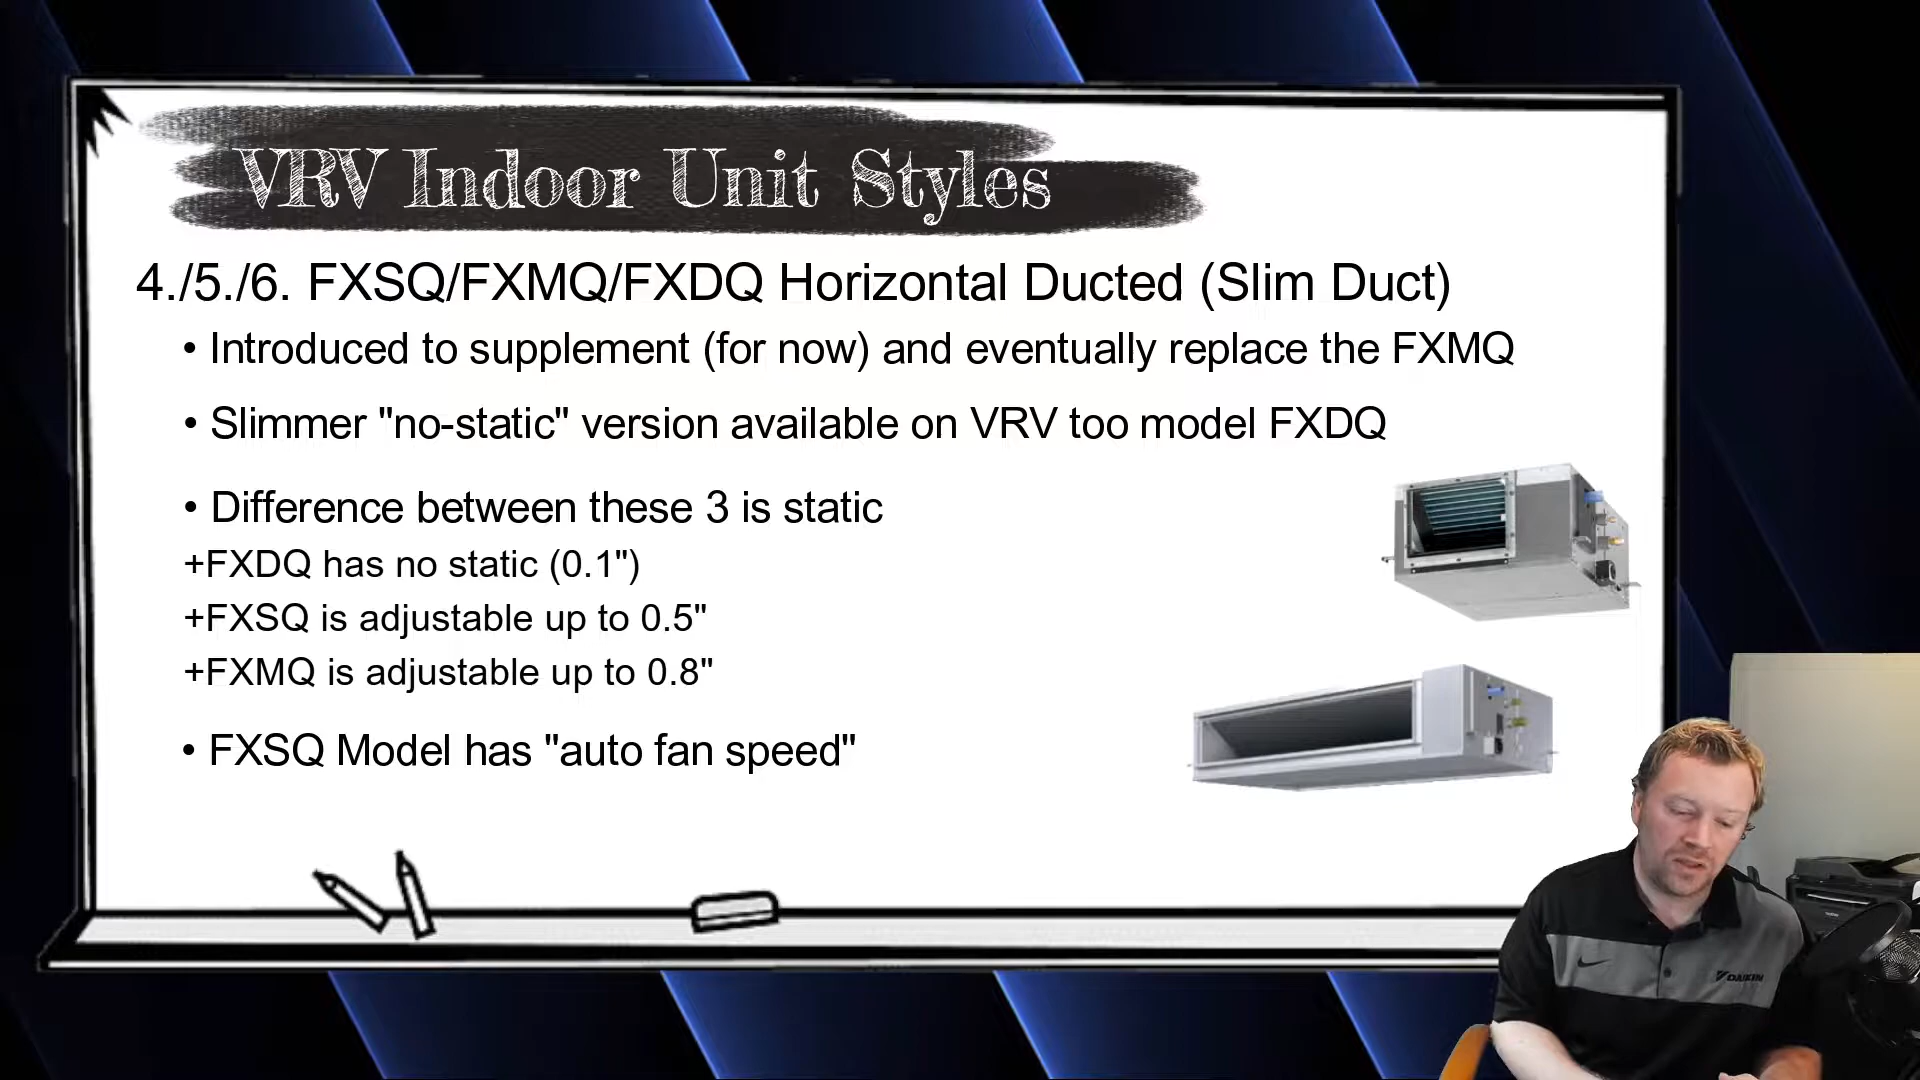 VRV Indoor Unit Styles
4./5./6. FXSQ/FXMQ/FXDQ Horizontal Ducted (Slim Duct)
• Introduced to supplement (for now) and eventually replace the FXMQ
• Slimmer "no-static" version available on VRV too model FXDQ
• Difference between these 3 is static
+FXDQ has no static (0.1")
+FXSQ is adjustable up to 0.5"
+FXMQ is adjustable up to 0.8"
• FXSQ Model has "auto fan speed"
DAIKIN